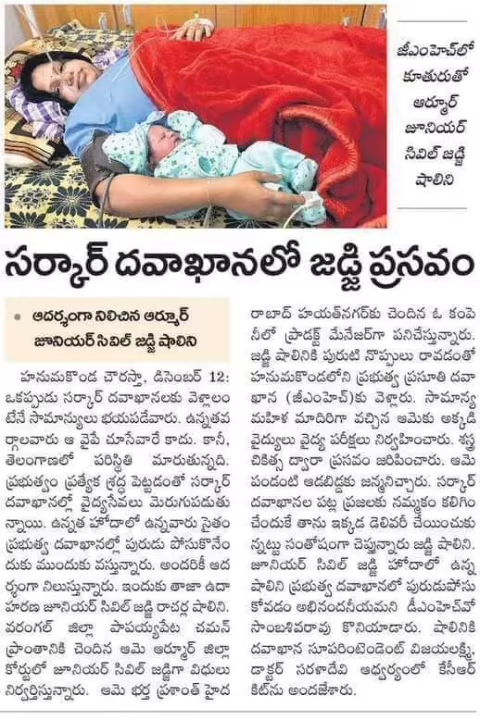 జీఎంహెచ్‌లో
కూతురుతో
ఆర్మూర్
జూనియర్
సివిల్ జడ్జి
షాలిని
సర్కార్ దవాఖానలో జడ్జి ప్రసవం
• ఆదర్శంగా నిలిచిన ఆర్మూర్
జూనియర్ సివిల్ జడ్జి షాలిని
హనుమకొండ చౌరస్తా, డిసెంబర్ 12:
ఒకప్పుడు సర్కార్ దవాఖానలకు వెళ్లాలం
టేనే సామాన్యులు భయపడేవారు. ఉన్నతవ
ర్గాలవారు ఆ వైపే చూసేవారే కాదు. కానీ,
తెలంగాణలో పరిస్థితి మారుతున్నది.
ప్రభుత్వం ప్రత్యేక శ్రద్ధ పెట్టడంతో సర్కార్
దవాఖానల్లో వైద్యసేవలు మెరుగుపడుతు
న్నాయి. ఉన్నత హోదాలో ఉన్నవారు సైతం
ప్రభుత్వ దవాఖానల్లో పురుడు పోసుకొనేం
దుకు ముందుకు వస్తున్నారు. అందరికీ ఆద
ర్శంగా నిలుస్తున్నారు. ఇందుకు తాజా ఉదా
హరణ జూనియర్ సివిల్ జడ్జి రాచర్ల షాలిని.
వరంగల్ జిల్లా పాపయ్యపేట చమన్
ప్రాంతానికి చెందిన ఆమె ఆర్మూర్ జిల్లా
కోర్టులో జూనియర్ సివిల్ జడ్జిగా విధులు
నిర్వర్తిస్తున్నారు. ఆమె భర్త ప్రశాంత్ హైద
రాబాద్ హయత్‌నగర్‌కు చెందిన ఓ కంపె
నీలో ప్రాడక్ట్ మేనేజర్‌గా పనిచేస్తున్నారు.
జడ్జి షాలినికి పురుటి నొప్పులు రావడంతో
హనుమకొండలోని ప్రభుత్వ ప్రసూతి దవా
ఖాన (జీఎంహెచ్)కు వెళ్లారు. సామాన్య
మహిళ మాదిరిగా వచ్చిన ఆమెకు అక్కడి
వైద్యులు వైద్య పరీక్షలు నిర్వహించారు. శస్త్ర
చికిత్స ద్వారా ప్రసవం జరిపించారు. ఆమె
పండంటి ఆడబిడ్డకు జన్మనిచ్చారు. సర్కార్
దవాఖానల పట్ల ప్రజలకు నమ్మకం కలిగిం
చేందుకే తాను ఇక్కడ డెలివరీ చేయించుకు
న్నట్టు సంతోషంగా చెప్తున్నారు జడ్జి షాలిని.
జూనియర్ సివిల్ జడ్జి హోదాలో ఉన్న
షాలిని ప్రభుత్వ దవాఖానలో పురుడుపోసు
కోవడం అభినందనీయమని డీఎంహెచ్‌వో
సాంబశివరావు కొనియాడారు. షాలినికి
దవాఖాన సూపరింటెండెంట్ విజయలక్ష్మి,
డాక్టర్ సరళాదేవి ఆధ్వర్యంలో కేసీఆర్
కిట్‌ను అందజేశారు.